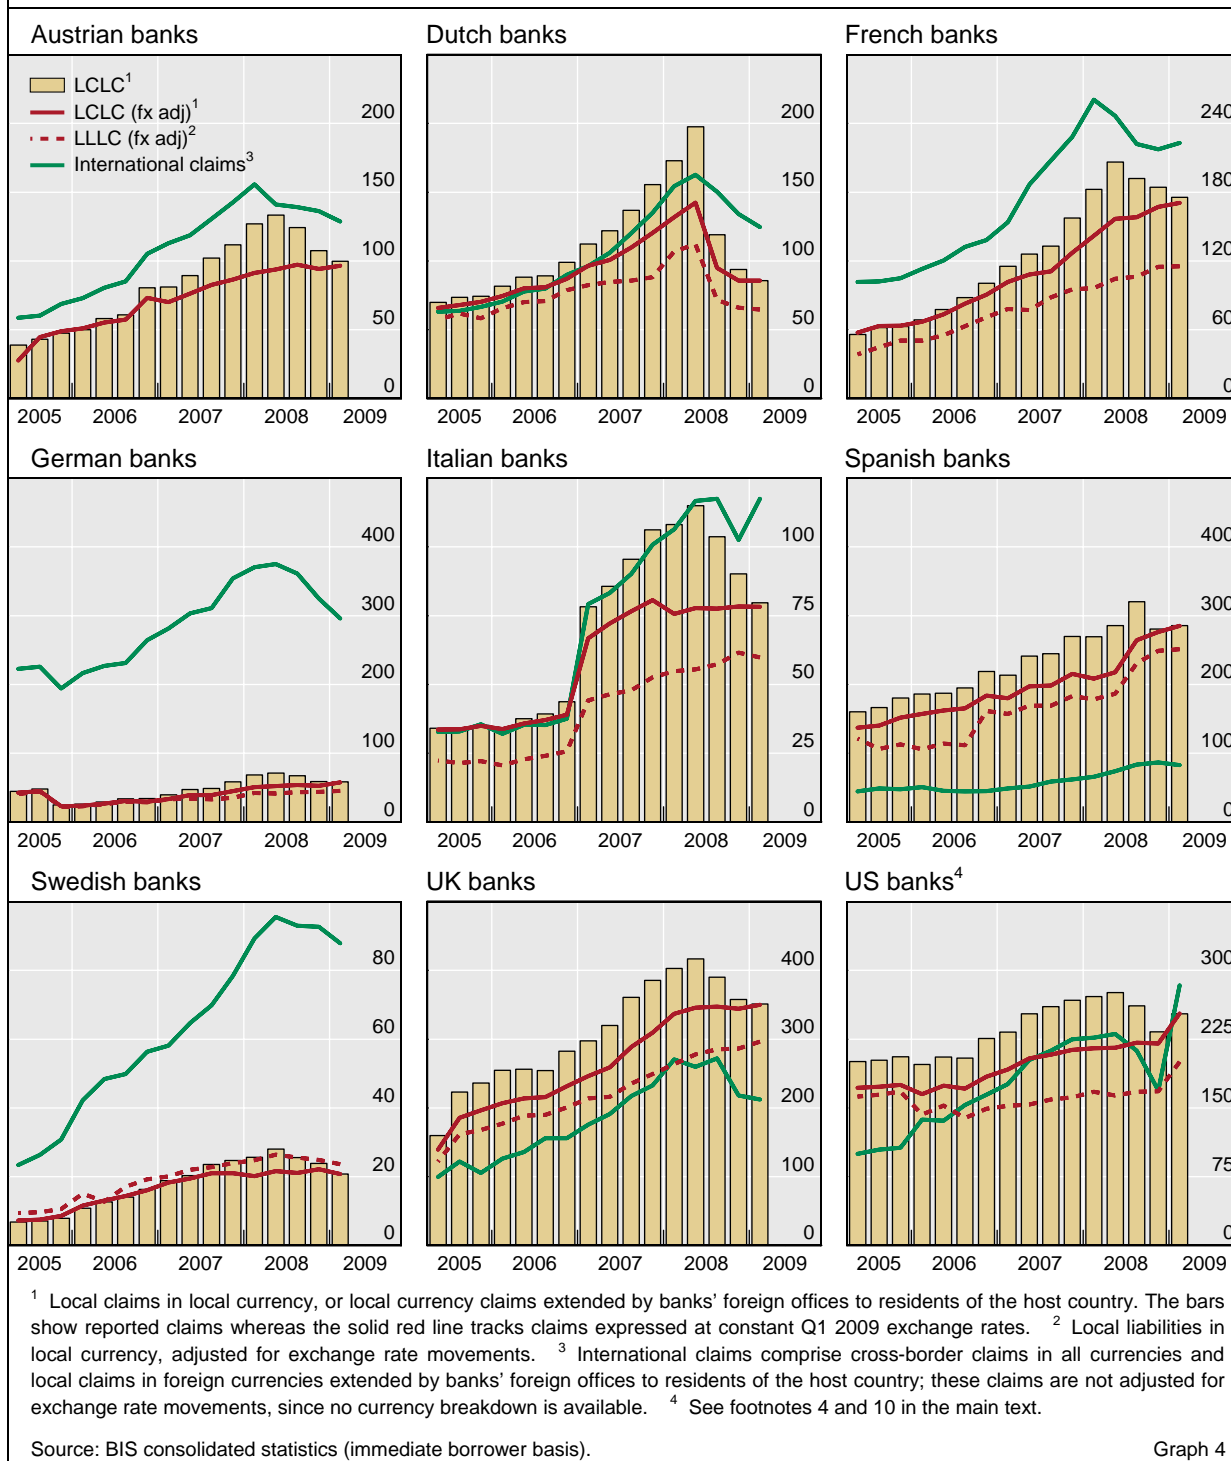 Austrian banks
Dutch banks
French banks
LCLC1
LCLC (fx adj)1
LLLC (fx adj)2
International claims3
200
150
100
50
0
2005 2006 2007 2008 2009
200
150
100
50
0
2005 2006 2007 2008 2009
240
180
120
60
0
2005 2006 2007 2008 2009
German banks
Italian banks
Spanish banks
400
300
200
100
0
2005 2006 2007 2008 2009
100
75
50
25
0
2005 2006 2007 2008 2009
400
300
200
100
0
2005 2006 2007 2008 2009
Swedish banks
UK banks
US banks4
80
60
40
20
0
2005 2006 2007 2008 2009
400
300
200
100
0
2005 2006 2007 2008 2009
300
225
150
75
0
2005 2006 2007 2008 2009
1 Local claims in local currency, or local currency claims extended by banks' foreign offices to residents of the host country. The bars
show reported claims whereas the solid red line tracks claims expressed at constant Q1 2009 exchange rates. 2 Local liabilities in
local currency, adjusted for exchange rate movements. 3 International claims comprise cross-border claims in all currencies and
local claims in foreign currencies extended by banks' foreign offices to residents of the host country; these claims are not adjusted for
exchange rate movements, since no currency breakdown is available. 4 See footnotes 4 and 10 in the main text.
Source: BIS consolidated statistics (immediate borrower basis).
Graph 4